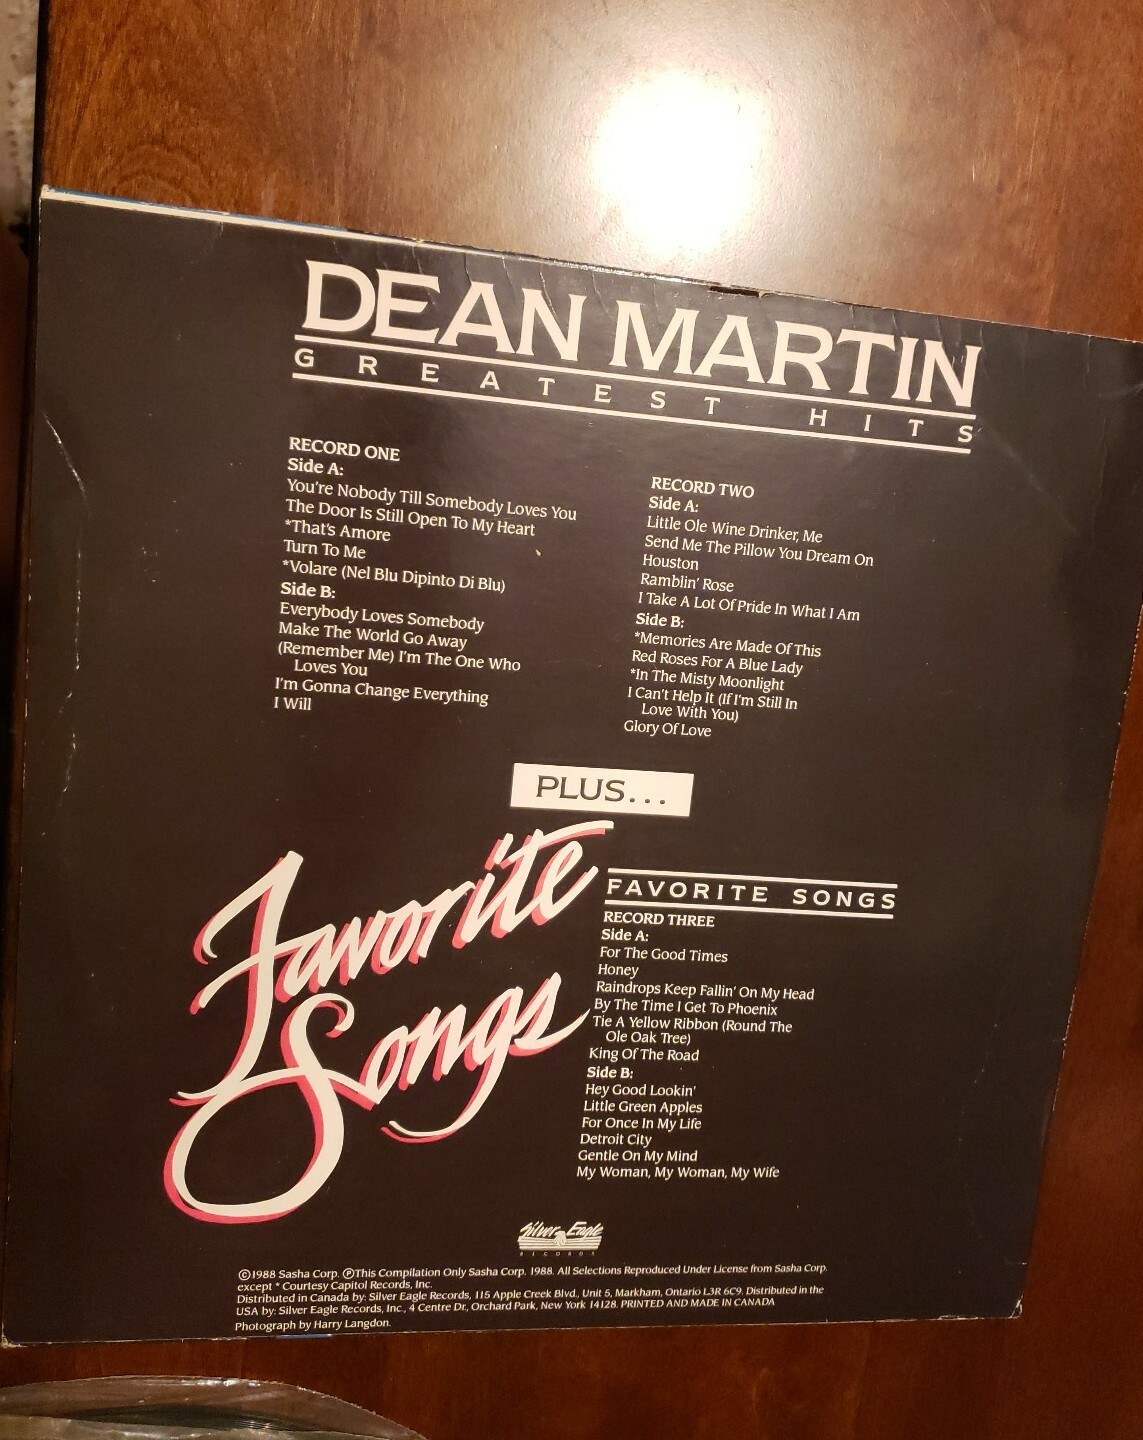 DEAN MARTIN
GREATEST HITS
RECORD ONE
Side A:
You're Nobody Till Somebody Loves You
The Door Is Still Open To My Heart
*That's Amore
Turn To Me
*Volare (Nel Blu Dipinto Di Blu)
Side B:
Everybody Loves Somebody
Make The World Go Away
(Remember Me) I'm The One Who
Loves You
I'm Gonna Change Everything
I Will
RECORD TWO
Side A:
Little Ole Wine Drinker, Me
Send Me The Pillow You Dream On
Houston
Ramblin' Rose
I Take A Lot Of Pride In What I Am
Side B:
*Memories Are Made Of This
Red Roses For A Blue Lady
*In The Misty Moonlight
I Can't Help It (If I'm Still In
Love With You)
Glory Of Love
PLUS...
Favorite
Songs
FAVORITE SONGS
RECORD THREE
Side A:
For The Good Times
Honey
Raindrops Keep Fallin' On My Head
By The Time I Get To Phoenix
Tie A Yellow Ribbon (Round The
Ole Oak Tree)
King Of The Road
Side B:
Hey Good Lookin'
Little Green Apples
For Once In My Life
Detroit City
Gentle On My Mind
My Woman, My Woman, My Wife
Silver Eagle
RECORDS
©1988 Sasha Corp. ℗This Compilation Only Sasha Corp. 1988. All Selections Reproduced Under License from Sasha Corp.
except * Courtesy Capitol Records, Inc.
Distributed in Canada by: Silver Eagle Records, 115 Apple Creek Blvd., Unit 5, Markham, Ontario L3R 6C9. Distributed in the
USA by: Silver Eagle Records, Inc., 4 Centre Dr., Orchard Park, New York 14128. PRINTED AND MADE IN CANADA
Photograph by Harry Langdon.